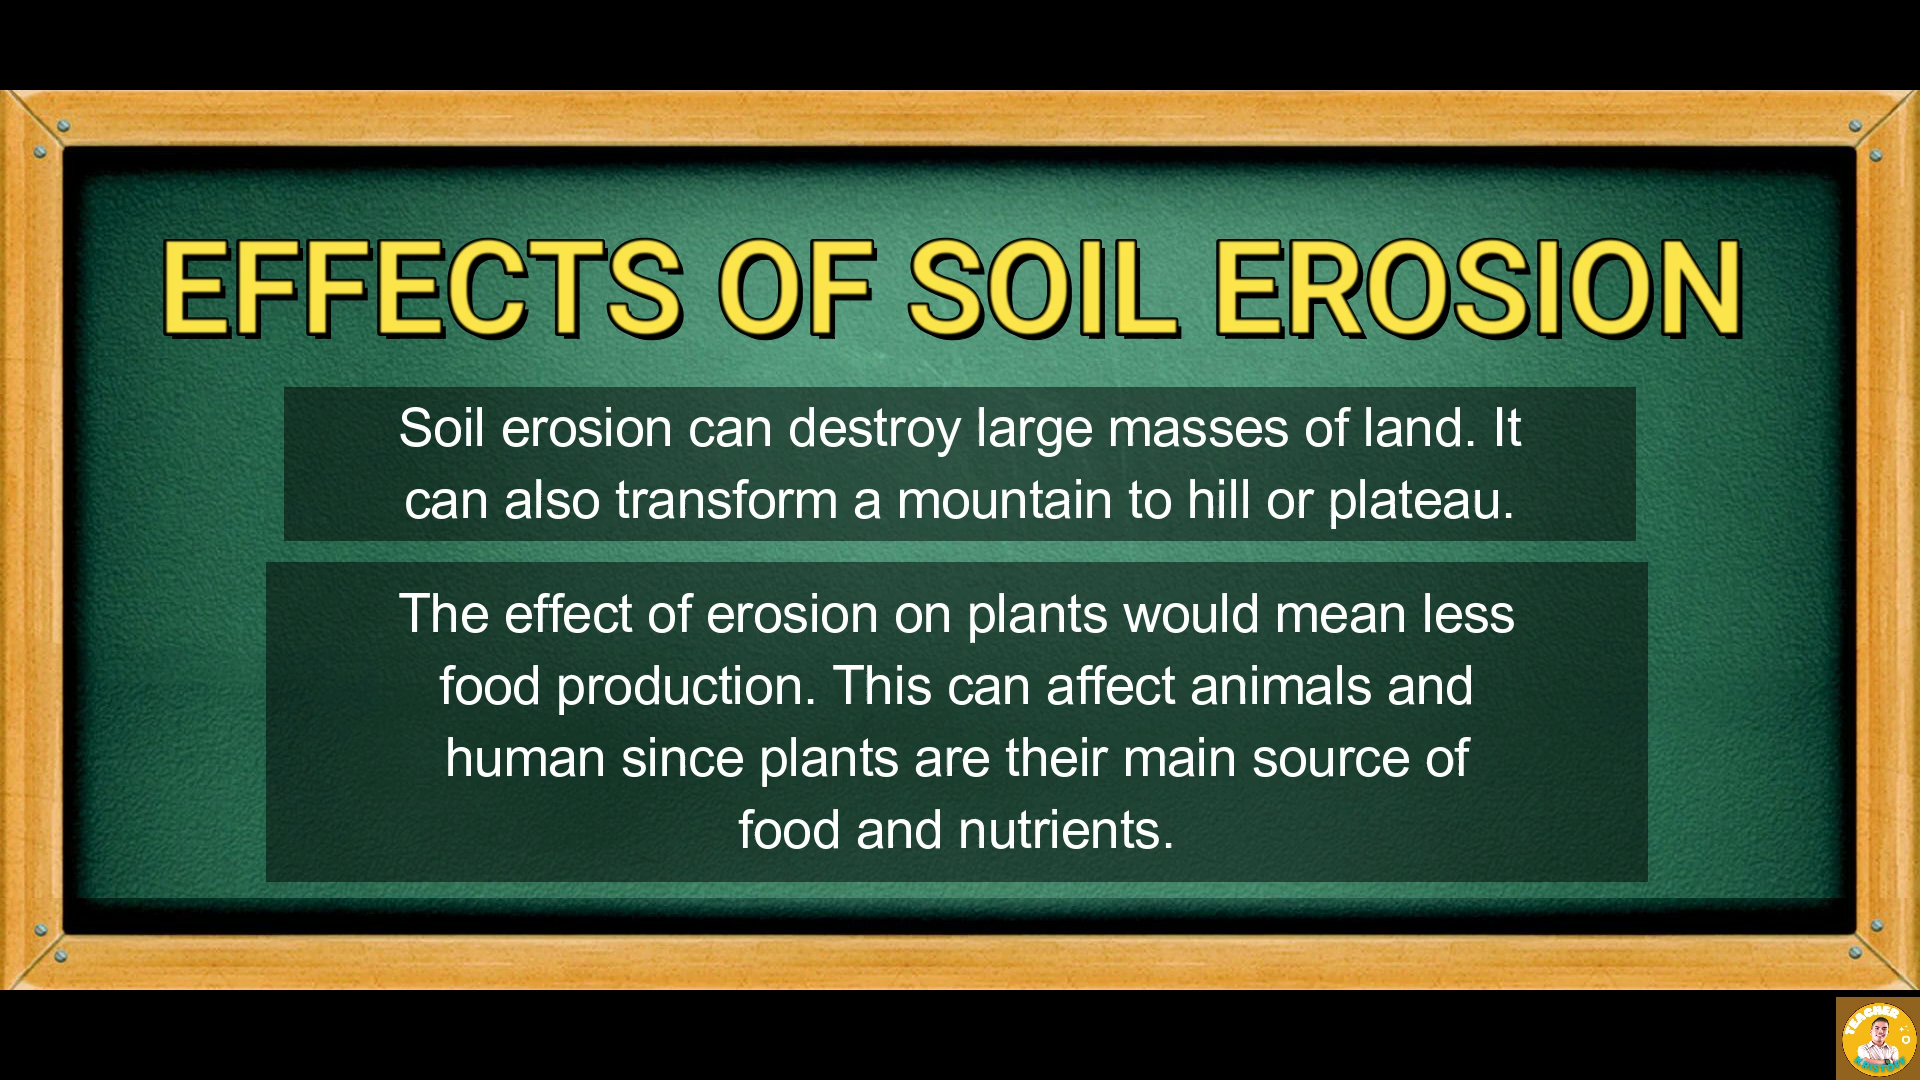 EFFECTS OF SOIL EROSION
Soil erosion can destroy large masses of land. It
can also transform a mountain to hill or plateau.
The effect of erosion on plants would mean less
food production. This can affect animals and
human since plants are their main source of
food and nutrients.
TEACHER